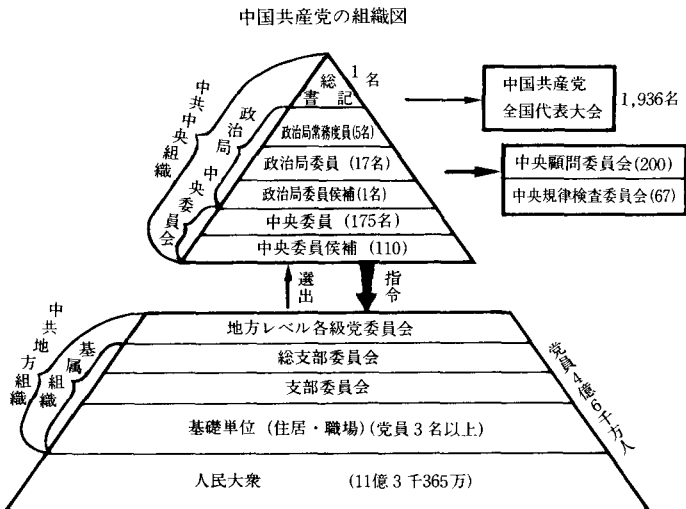 中国共産党の組織図
総書記
1名
政治局常務度員(5名)
政治局委員(17名)
政治局委員候補(1名)
中央委員(175名)
中央委員候補(110)
中共中央組織
政治局
中央委員会
中国共産党
全国代表大会
1,936名
中央顧問委員会(200)
中央規律検査委員会(67)
選出
指令
地方レベル各級党委員会
総支部委員会
支部委員会
基礎単位(住居・職場)(党員3名以上)
人民大衆 (11億3千365万)
中共地方組織
基属組織
党員4億6千万人